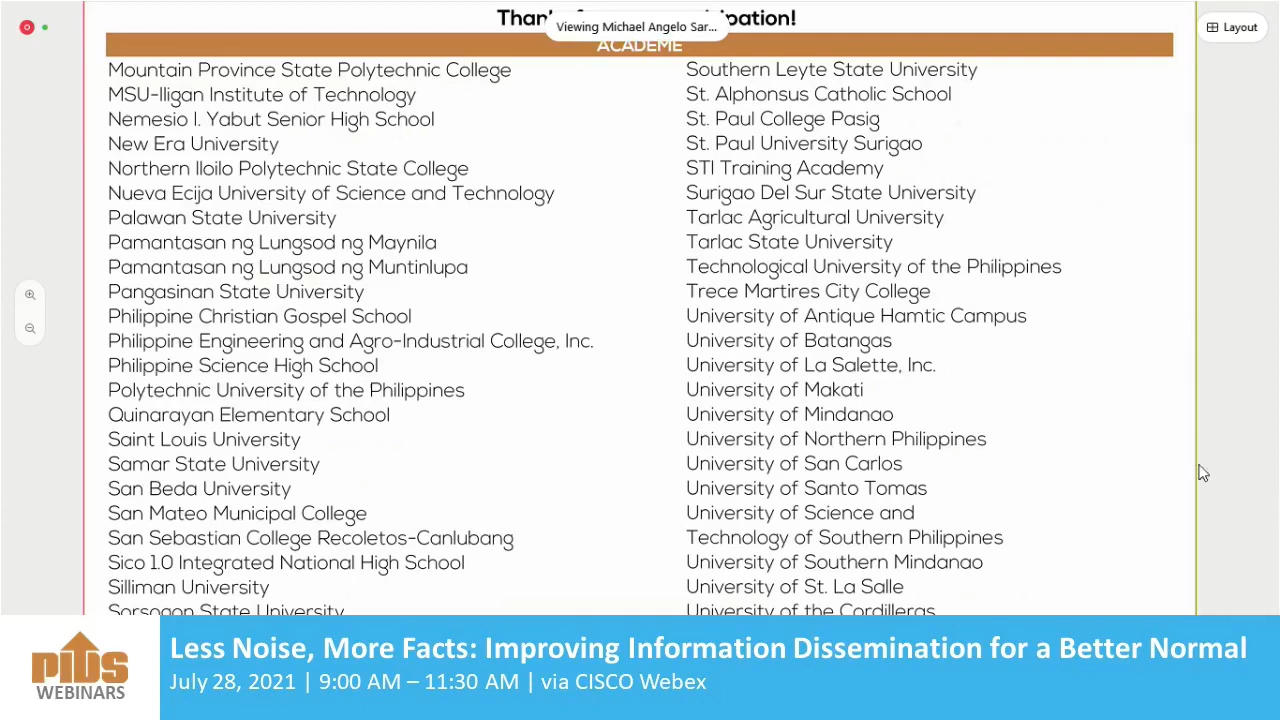 Viewing Michael Angelo Sar...
Layout
ACADEME
Mountain Province State Polytechnic College
MSU-Iligan Institute of Technology
Nemesio I. Yabut Senior High School
New Era University
Northern Iloilo Polytechnic State College
Nueva Ecija University of Science and Technology
Palawan State University
Pamantasan ng Lungsod ng Maynila
Pamantasan ng Lungsod ng Muntinlupa
Pangasinan State University
Philippine Christian Gospel School
Philippine Engineering and Agro-Industrial College, Inc.
Philippine Science High School
Polytechnic University of the Philippines
Quinarayan Elementary School
Saint Louis University
Samar State University
San Beda University
San Mateo Municipal College
San Sebastian College Recoletos-Canlubang
Sico 1.0 Integrated National High School
Silliman University
Sorsogon State University
Southern Leyte State University
St. Alphonsus Catholic School
St. Paul College Pasig
St. Paul University Surigao
STI Training Academy
Surigao Del Sur State University
Tarlac Agricultural University
Tarlac State University
Technological University of the Philippines
Trece Martires City College
University of Antique Hamtic Campus
University of Batangas
University of La Salette, Inc.
University of Makati
University of Mindanao
University of Northern Philippines
University of San Carlos
University of Santo Tomas
University of Science and
Technology of Southern Philippines
University of Southern Mindanao
University of St. La Salle
University of the Cordilleras
PIDS
WEBINARS
Less Noise, More Facts: Improving Information Dissemination for a Better Normal
July 28, 2021 | 9:00 AM – 11:30 AM | via CISCO Webex